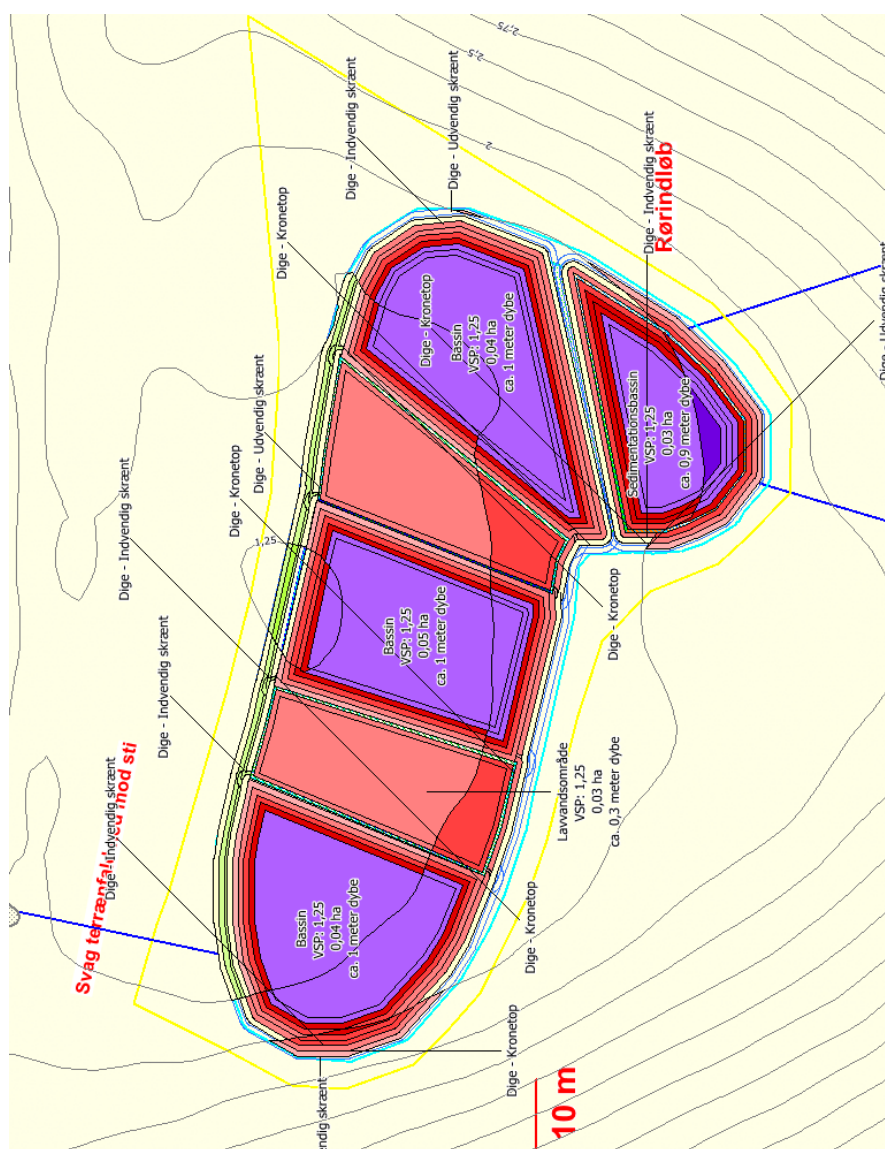 2,75
2,5
2
Dige - Indvendig skrænt
Dige - Udvendig skrænt
Dige - Kronetop
Dige - Indvendig skrænt
Rørindløb
Dige - Kronetop
Bassin
VSP: 1,25
0,04 ha
ca. 1 meter dybe
Dige - Udvendig skrænt
Dige - Udvendig skrænt
Dige - Kronetop
Dige - Indvendig skrænt
1,25
Sedimentationsbassin
VSP: 1,25
0,03 ha
ca. 0,9 meter dybe
Dige - Kronetop
Bassin
VSP: 1,25
0,05 ha
ca. 1 meter dybe
Dige - Indvendig skrænt
Lavvandsområde
VSP: 1,25
0,03 ha
ca. 0,3 meter dybe
Svag terrænfald mod sti
Dige - Indvendig skrænt
Bassin
VSP: 1,25
0,04 ha
ca. 1 meter dybe
Dige - Kronetop
Dige - Kronetop
endig skrænt
10 m